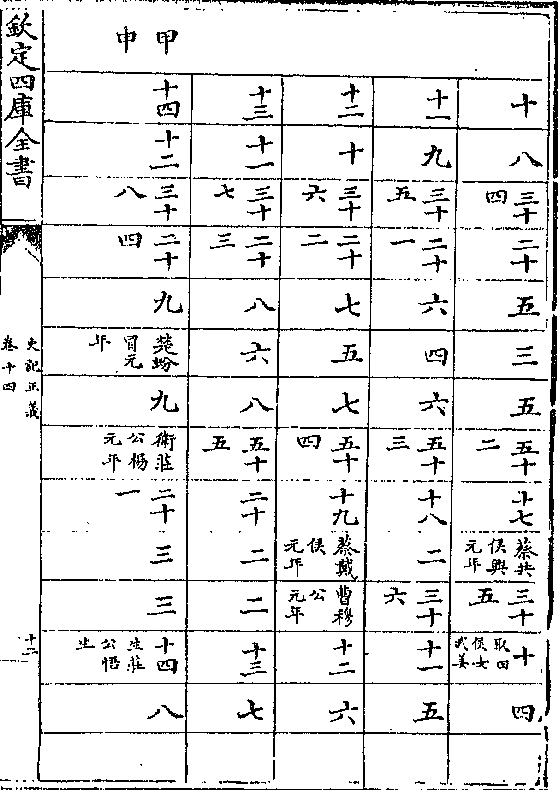 十
八
三十四
二十
五
三
五
五十二
十七
蔡共侯興元年
三十五
十
取申侯女武姜
四
十一
九
三十五
二十一
六
四
六
五十三
十八
二
三十六
十一
五
十二
十
三十六
二十二
七
五
七
五十四
十九
蔡戴侯元年
曹穆公元年
十二
六
十三
十一
三十七
二十三
八
六
八
五十五
二十
二
二
十三
七
甲申
十四
十二
三十八
二十四
九
楚蚡冒元年
九
衛莊公楊元年
二十一
三
三
十四
生莊公悟生
八
欽定四庫全書
史記正義
卷十四
十二